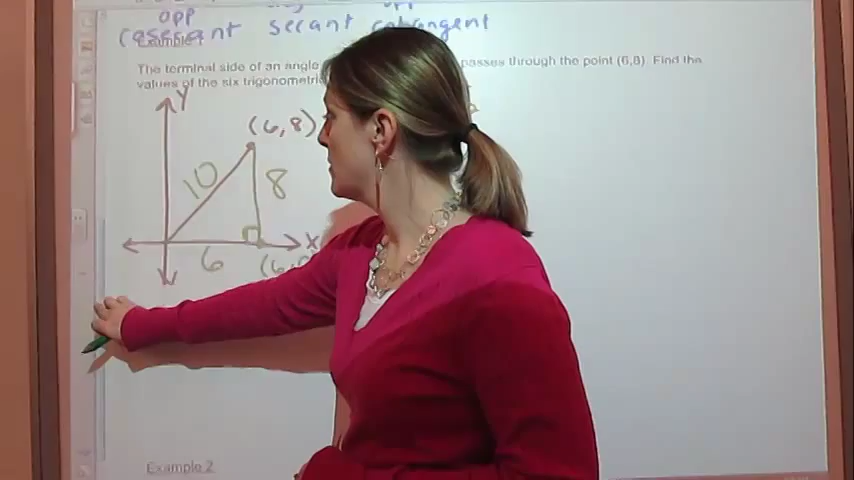 opp
cosecant secant cotangent
Example 1
The terminal side of an angle passes through the point (6,8) Find the
values of the six trigonometric
Y
(6,8)
10
8
X
6
(6,
Example 2